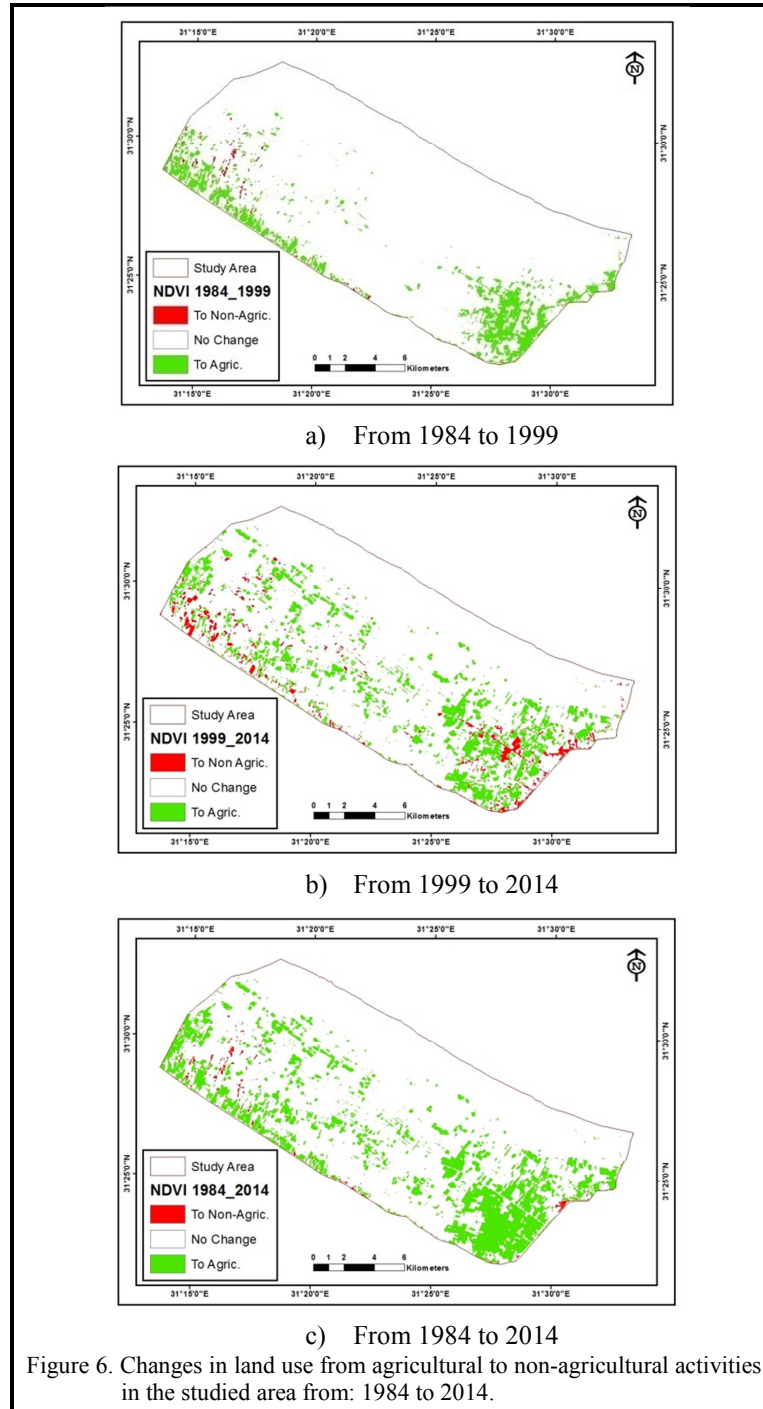 31°15'0"E 31°20'0"E 31°25'0"E 31°30'0"E
N
31°30'0"N 31°30'0"N
31°25'0"N 31°25'0"N
Study Area
NDVI 1984_1999
To Non-Agric.
No Change
To Agric.
0 1 2 4 6
Kilometers
31°15'0"E 31°20'0"E 31°25'0"E 31°30'0"E
a) From 1984 to 1999
31°15'0"E 31°20'0"E 31°25'0"E 31°30'0"E
N
31°30'0"N 31°30'0"N
31°25'0"N 31°25'0"N
Study Area
NDVI 1999_2014
To Non Agric.
No Change
To Agric.
0 1 2 4 6
Kilometers
31°15'0"E 31°20'0"E 31°25'0"E 31°30'0"E
b) From 1999 to 2014
31°15'0"E 31°20'0"E 31°25'0"E 31°30'0"E
N
31°30'0"N 31°30'0"N
31°25'0"N 31°25'0"N
Study Area
NDVI 1984_2014
To Non-Agric.
No Change
To Agric.
0 1 2 4 6
Kilometers
31°15'0"E 31°20'0"E 31°25'0"E 31°30'0"E
c) From 1984 to 2014
Figure 6. Changes in land use from agricultural to non-agricultural activities
in the studied area from: 1984 to 2014.